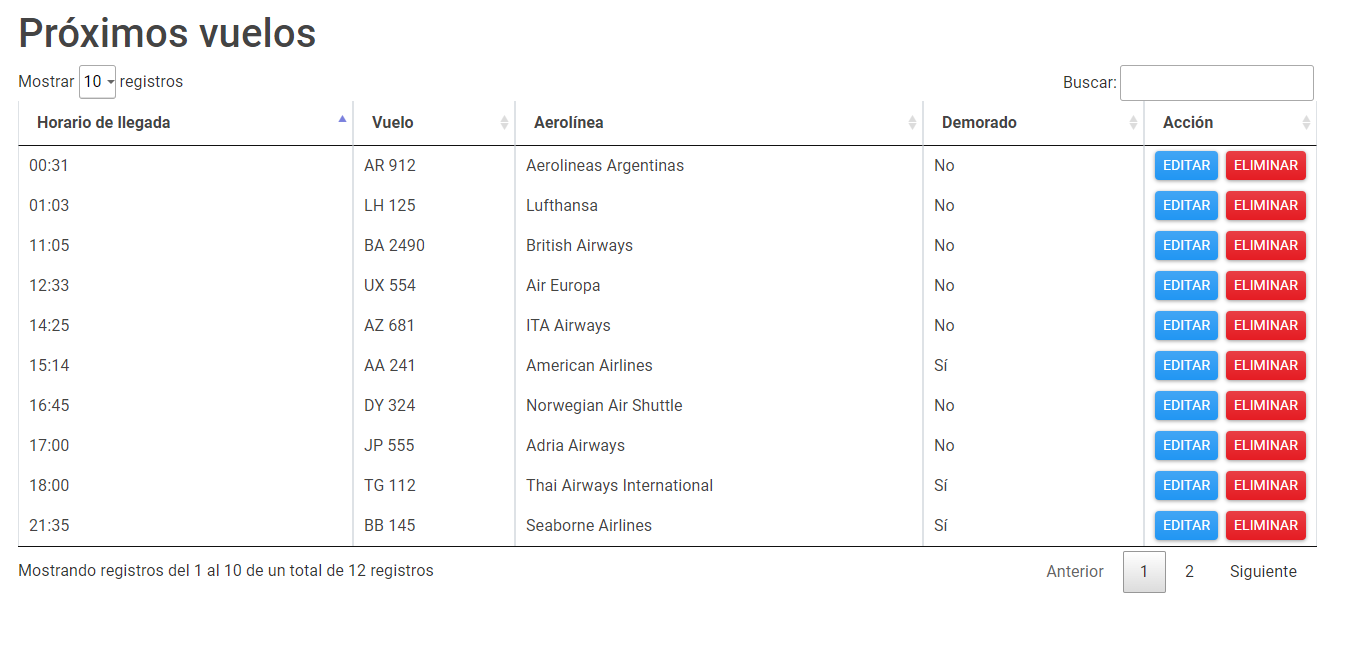 Próximos vuelos
Mostrar 10 registros Buscar:
Horario de llegada Vuelo Aerolínea Demorado Acción
00:31 AR 912 Aerolineas Argentinas No EDITAR ELIMINAR
01:03 LH 125 Lufthansa No EDITAR ELIMINAR
11:05 BA 2490 British Airways No EDITAR ELIMINAR
12:33 UX 554 Air Europa No EDITAR ELIMINAR
14:25 AZ 681 ITA Airways No EDITAR ELIMINAR
15:14 AA 241 American Airlines Sí EDITAR ELIMINAR
16:45 DY 324 Norwegian Air Shuttle No EDITAR ELIMINAR
17:00 JP 555 Adria Airways No EDITAR ELIMINAR
18:00 TG 112 Thai Airways International Sí EDITAR ELIMINAR
21:35 BB 145 Seaborne Airlines Sí EDITAR ELIMINAR
Mostrando registros del 1 al 10 de un total de 12 registros Anterior 1 2 Siguiente